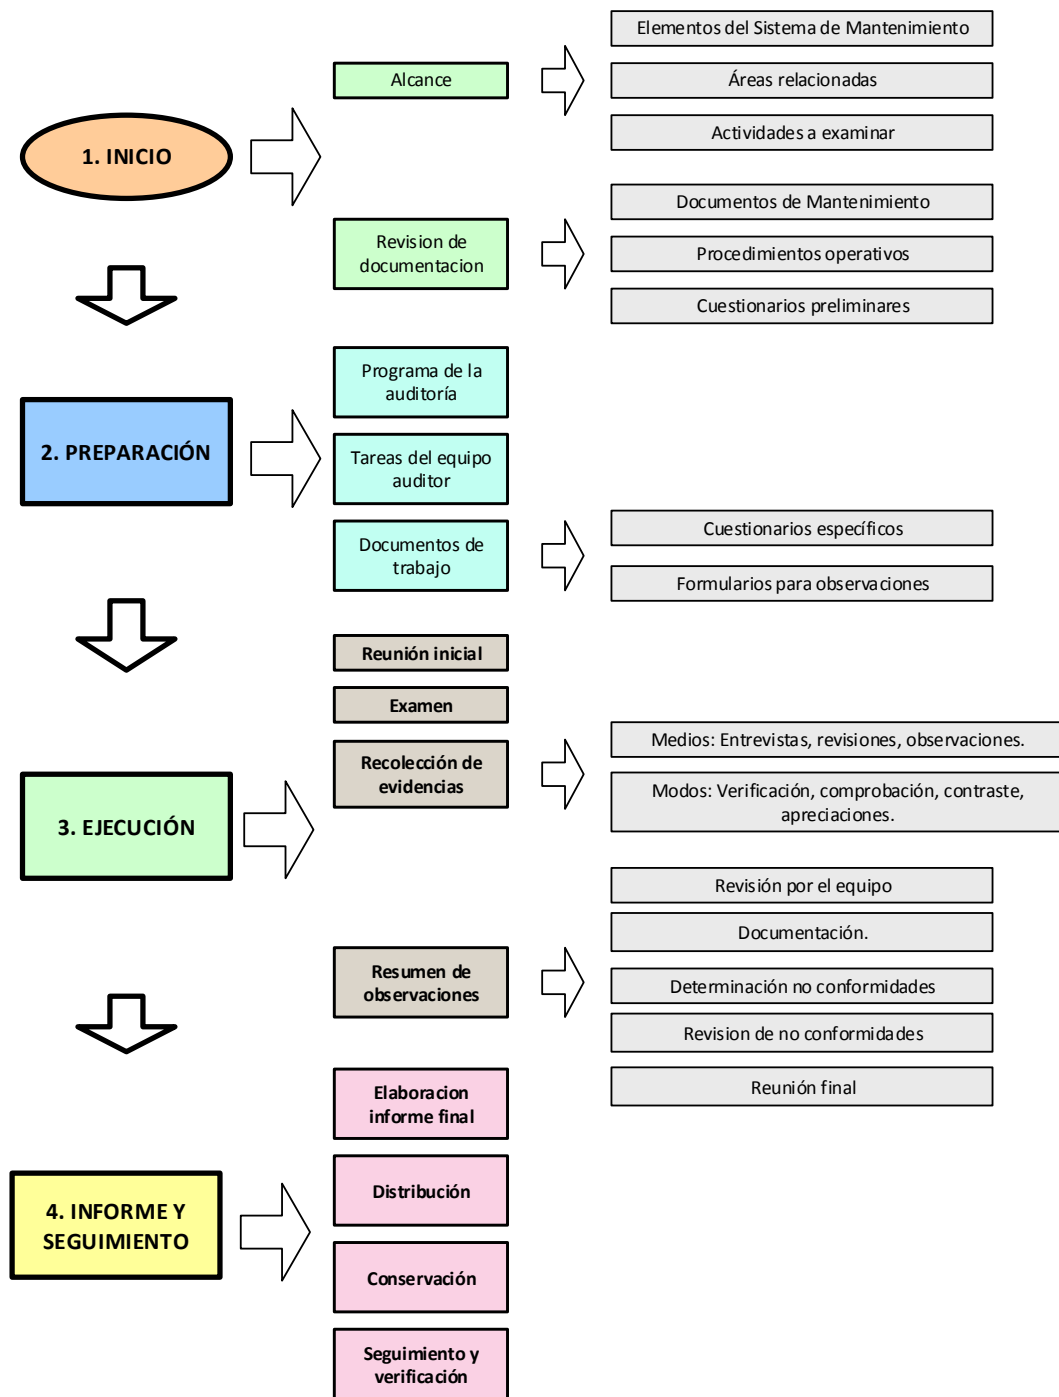 1. INICIO
Alcance
Elementos del Sistema de Mantenimiento
Áreas relacionadas
Actividades a examinar
Revision de
documentacion
Documentos de Mantenimiento
Procedimientos operativos
Cuestionarios preliminares
2. PREPARACIÓN
Programa de la
auditoría
Tareas del equipo
auditor
Documentos de
trabajo
Cuestionarios específicos
Formularios para observaciones
3. EJECUCIÓN
Reunión inicial
Examen
Recolección de
evidencias
Medios: Entrevistas, revisiones, observaciones.
Modos: Verificación, comprobación, contraste,
apreciaciones.
Resumen de
observaciones
Revisión por el equipo
Documentación.
Determinación no conformidades
Revision de no conformidades
Reunión final
4. INFORME Y
SEGUIMIENTO
Elaboracion
informe final
Distribución
Conservación
Seguimiento y
verificación